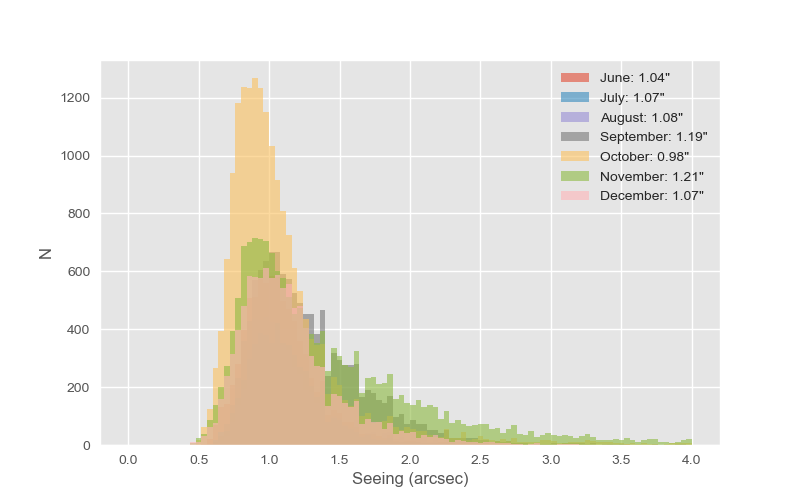 June: 1.04"
July: 1.07"
August: 1.08"
September: 1.19"
October: 0.98"
November: 1.21"
December: 1.07"
N
1200
1000
800
600
400
200
0
0.0 0.5 1.0 1.5 2.0 2.5 3.0 3.5 4.0
Seeing (arcsec)